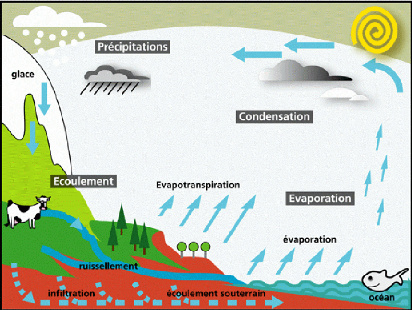 Précipitations
glace
Condensation
Ecoulement
Evapotranspiration
Evaporation
évaporation
ruissellement
infiltration
écoulement souterrain
océan